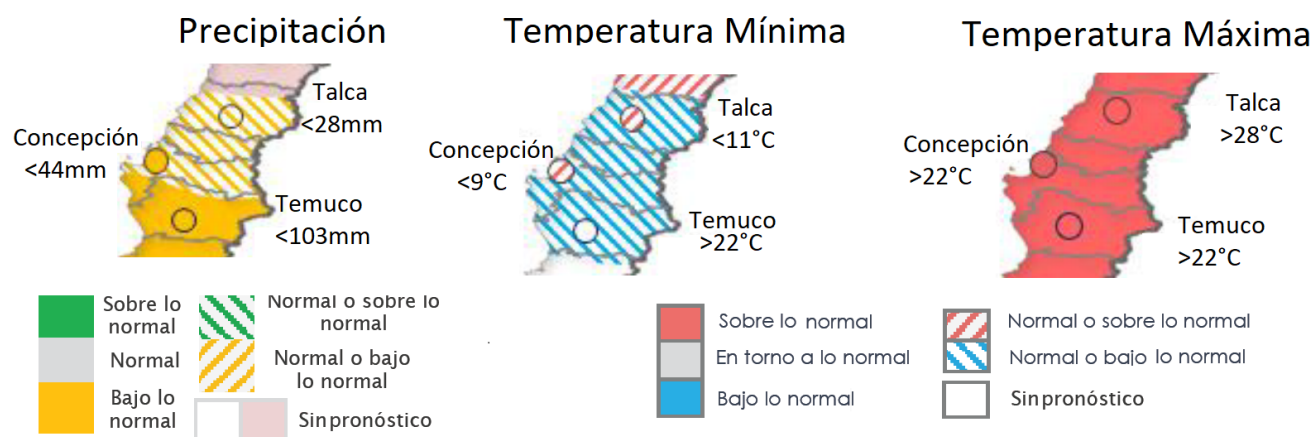 Precipitación
Temperatura Mínima
Temperatura Máxima
Talca
<28mm
Concepción
<44mm
Temuco
<103mm
Talca
<11°C
Concepción
<9°C
Temuco
>22°C
Talca
>28°C
Concepción
>22°C
Temuco
>22°C
Sobre lo
normal
Normal
Bajo lo
normal
Normal o sobre lo
normal
Normal o bajo
lo normal
Sin pronóstico
Sobre lo normal
En torno a lo normal
Bajo lo normal
Normal o sobre lo normal
Normal o bajo lo normal
Sin pronóstico